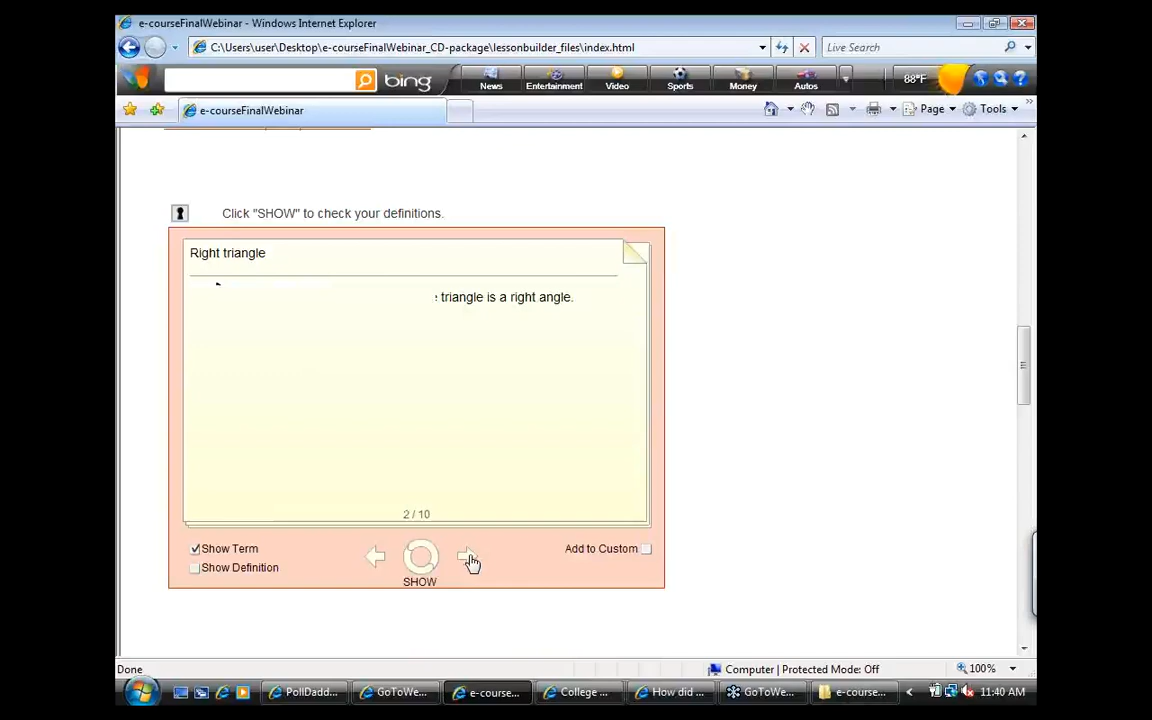 e-courseFinalWebinar - Windows Internet Explorer
C:\Users\user\Desktop\e-courseFinalWebinar_CD-package\lessonbuilder_files\index.html
Live Search
bing
News
Entertainment
Video
Sports
Money
Autos
88°F
e-courseFinalWebinar
Page
Tools
Click "SHOW" to check your definitions.
Right triangle
triangle is a right angle.
2 / 10
Show Term
Show Definition
SHOW
Add to Custom
Done
Computer | Protected Mode: Off
100%
PollDadd...
GoToWe...
e-course...
College ...
How did ...
GoToWe...
e-course...
11:40 AM